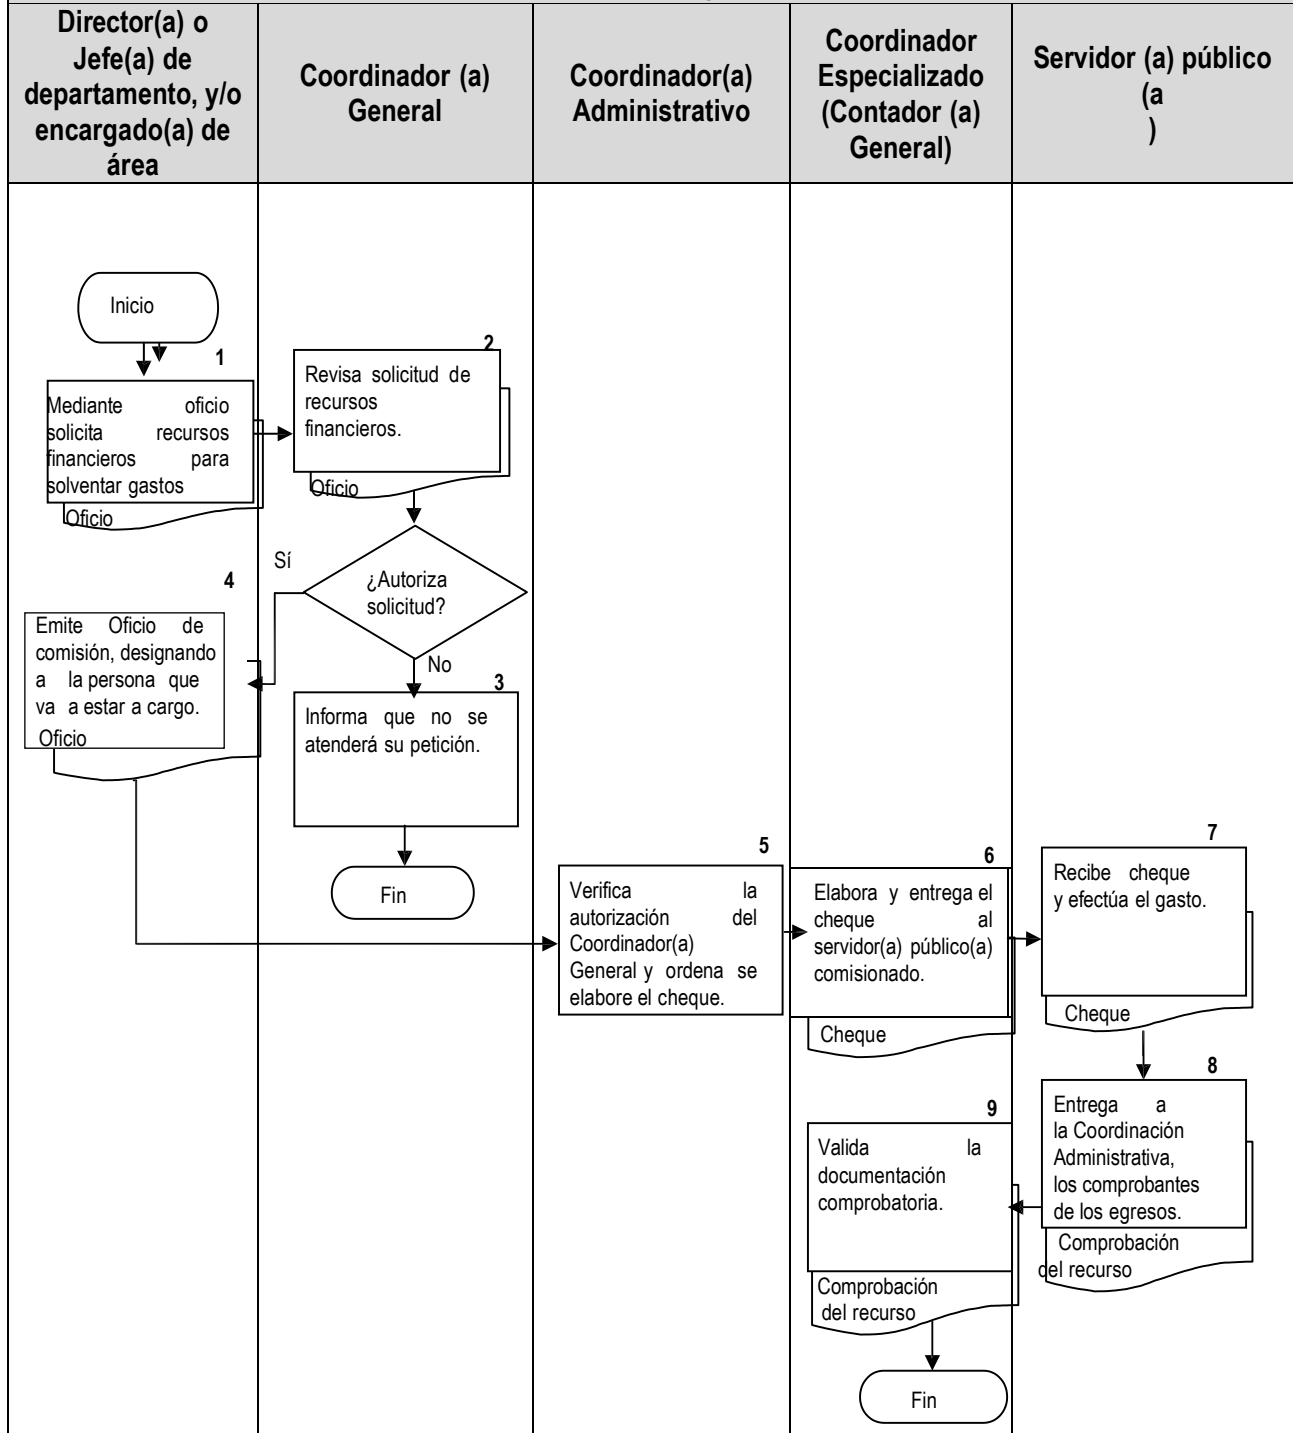 Director(a) o
Jefe(a) de
departamento, y/o
encargado(a) de
área
Coordinador (a)
General
Coordinador(a)
Administrativo
Coordinador
Especializado
(Contador (a)
General)
Servidor (a) público
(a
)
Inicio
1
Mediante oficio
solicita recursos
financieros para
solventar gastos
Oficio
2
Revisa solicitud de
recursos
financieros.
Oficio
¿Autoriza
solicitud?
Sí
No
3
Informa que no se
atenderá su petición.
Fin
4
Emite Oficio de
comisión, designando
a la persona que
va a estar a cargo.
Oficio
5
Verifica la
autorización del
Coordinador(a)
General y ordena se
elabore el cheque.
6
Elabora y entrega el
cheque al
servidor(a) público(a)
comisionado.
Cheque
7
Recibe cheque
y efectúa el gasto.
Cheque
8
Entrega a
la Coordinación
Administrativa,
los comprobantes
de los egresos.
Comprobación
del recurso
9
Valida la
documentación
comprobatoria.
Comprobación
del recurso
Fin